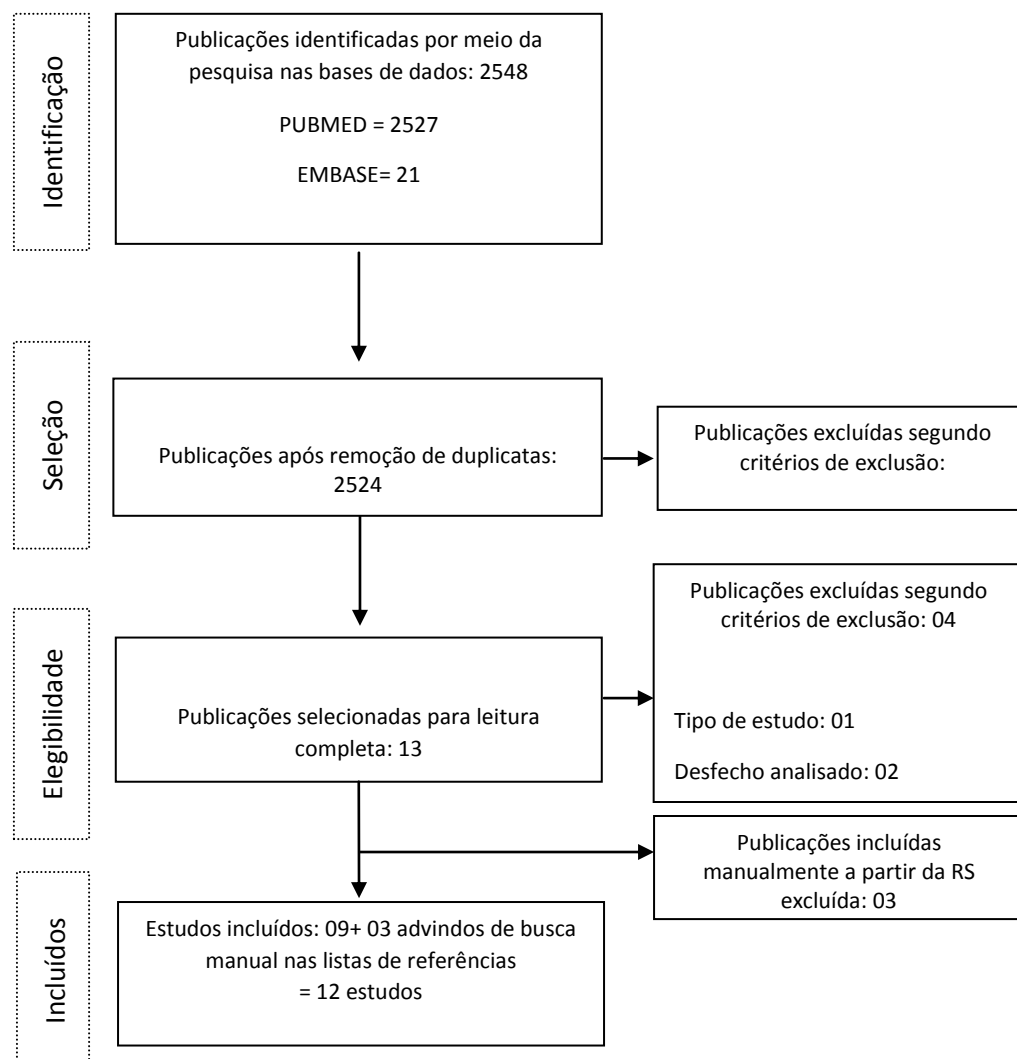 Identificação
Publicações identificadas por meio da
pesquisa nas bases de dados: 2548
PUBMED = 2527
EMBASE= 21
Seleção
Publicações após remoção de duplicatas:
2524
Publicações excluídas segundo
critérios de exclusão:
Elegibilidade
Publicações selecionadas para leitura
completa: 13
Publicações excluídas segundo
critérios de exclusão: 04
Tipo de estudo: 01
Desfecho analisado: 02
Publicações incluídas
manualmente a partir da RS
excluída: 03
Incluídos
Estudos incluídos: 09+ 03 advindos de busca
manual nas listas de referências
= 12 estudos